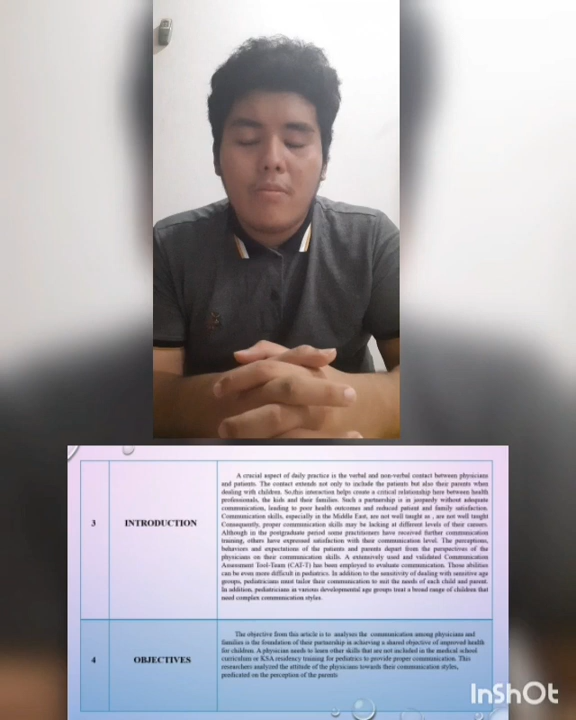 3
INTRODUCTION
A crucial aspect of daily practice is the verbal and non-verbal contact between physicians
and patients. The contact extends not only to include the patients but also their parents when
dealing with children. So,this interaction helps create a critical relationship here between health
professionals, the kids and their families. Such a partnership is in jeopardy without adequate
communication, leading to poor health outcomes and reduced patient and family satisfaction.
Communication skills, especially in the Middle East, are not well taught or , are not well taught
Consequently, proper communication skills may be lacking at different levels of their careers.
Although in the postgraduate period some practitioners have received further communication
training, others have expressed satisfaction with their communication level. The perceptions,
behaviors and expectations of the patients and parents depart from the perspectives of the
physicians on their communication skills. A extensively used and validated Communication
Assessment Tool-Team (CAT-T) has been employed to evaluate communication. These abilities
can be even more difficult in pediatrics. In addition to the sensitivity of dealing with sensitive age
groups, pediatricians must tailor their communication to suit the needs of each child and parent.
In addition, pediatricians in various developmental age groups treat a broad range of children that
need complex communication styles.
4
OBJECTIVES
The objective from this article is to analysis the communication among physicians and
families is the foundation of their partnership in achieving a shared objective of improved health
for children. A physician needs to learn other skills that are not included in the medical school
curriculum or KSA residency training for pediatrics to provide proper communication. This
researchers analyzed the attitude of the physicians towards their communication styles,
predicated on the perception of the parents
InShOt